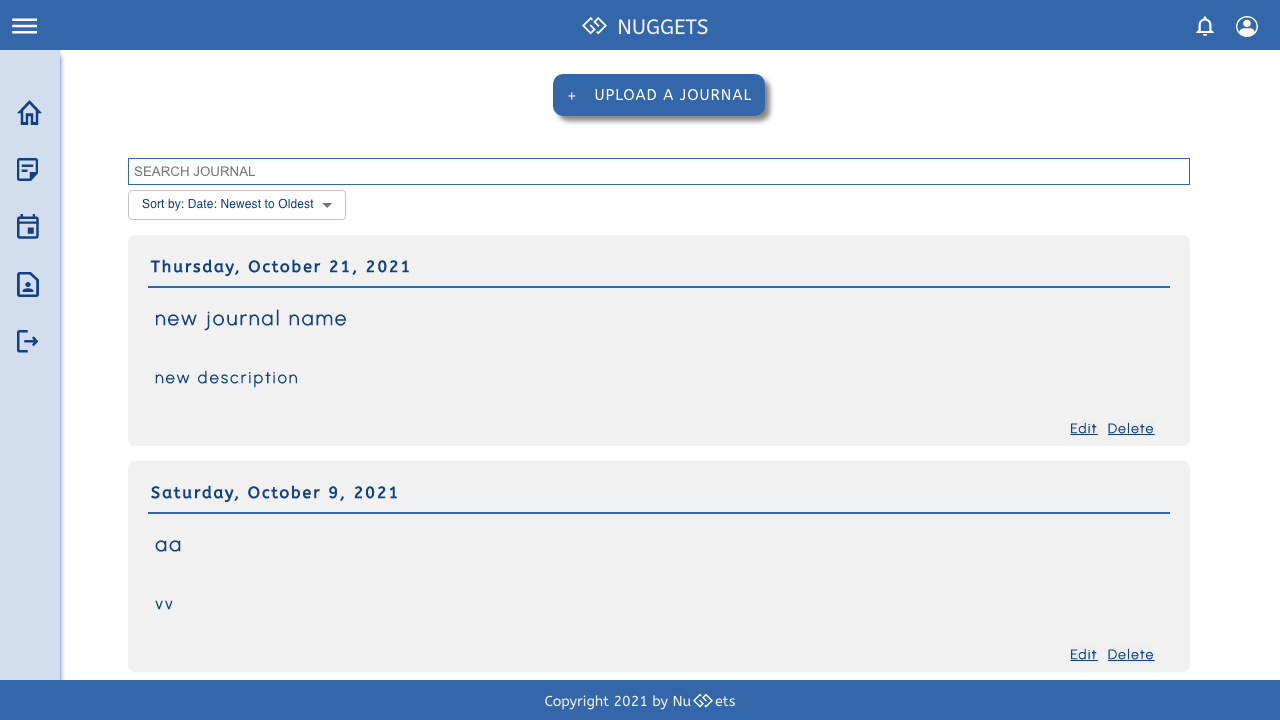 NUGGETS
+ UPLOAD A JOURNAL
SEARCH JOURNAL
Sort by: Date: Newest to Oldest
Thursday, October 21, 2021
new journal name
new description
Edit Delete
Saturday, October 9, 2021
aa
vv
Edit Delete
Copyright 2021 by Nu ets